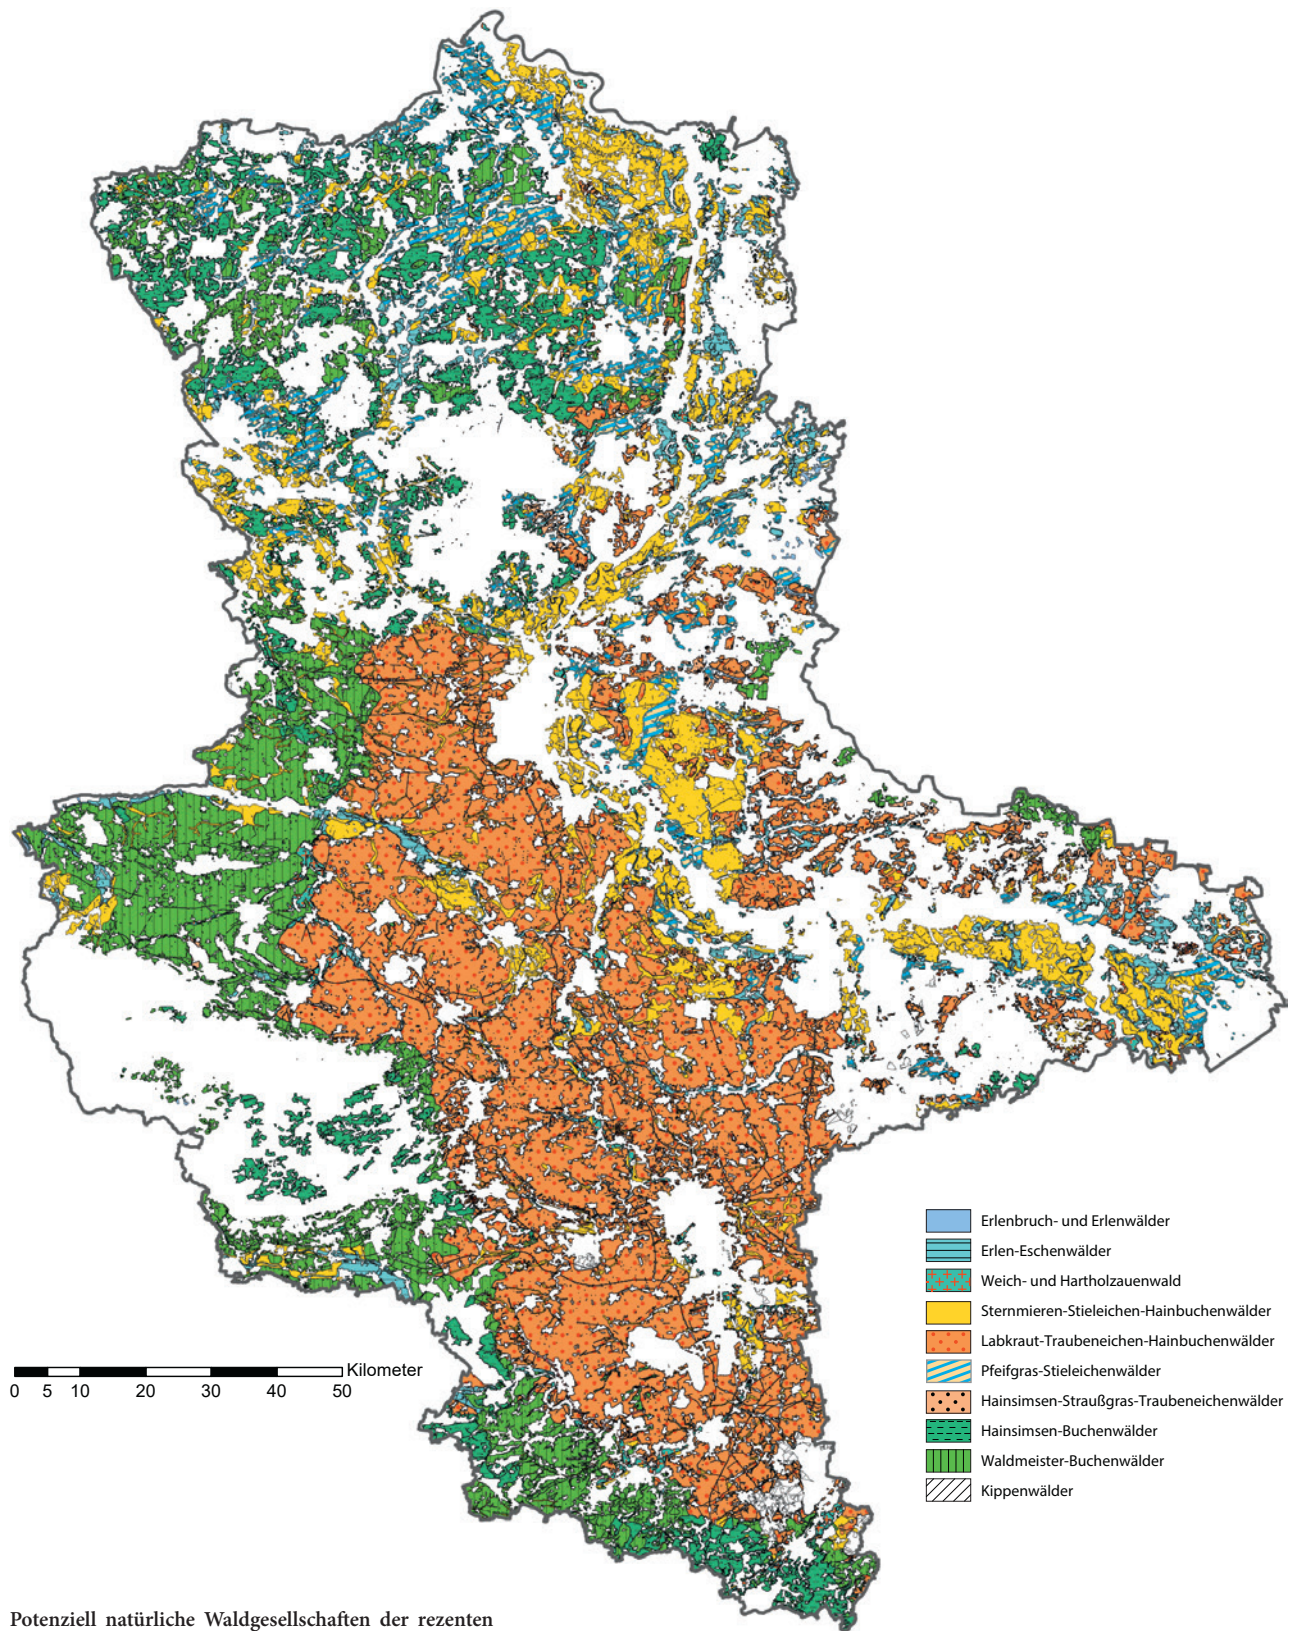 Erlenbruch- und Erlenwälder
Erlen-Eschenwälder
Weich- und Hartholzauenwald
Sternmieren-Stieleichen-Hainbuchenwälder
Labkraut-Traubeneichen-Hainbuchenwälder
Pfeifgras-Stieleichenwälder
Hainsimsen-Straußgras-Traubeneichenwälder
Hainsimsen-Buchenwälder
Waldmeister-Buchenwälder
Kippenwälder
Kilometer
0 5 10 20 30 40 50
Potenziell natürliche Waldgesellschaften der rezenten